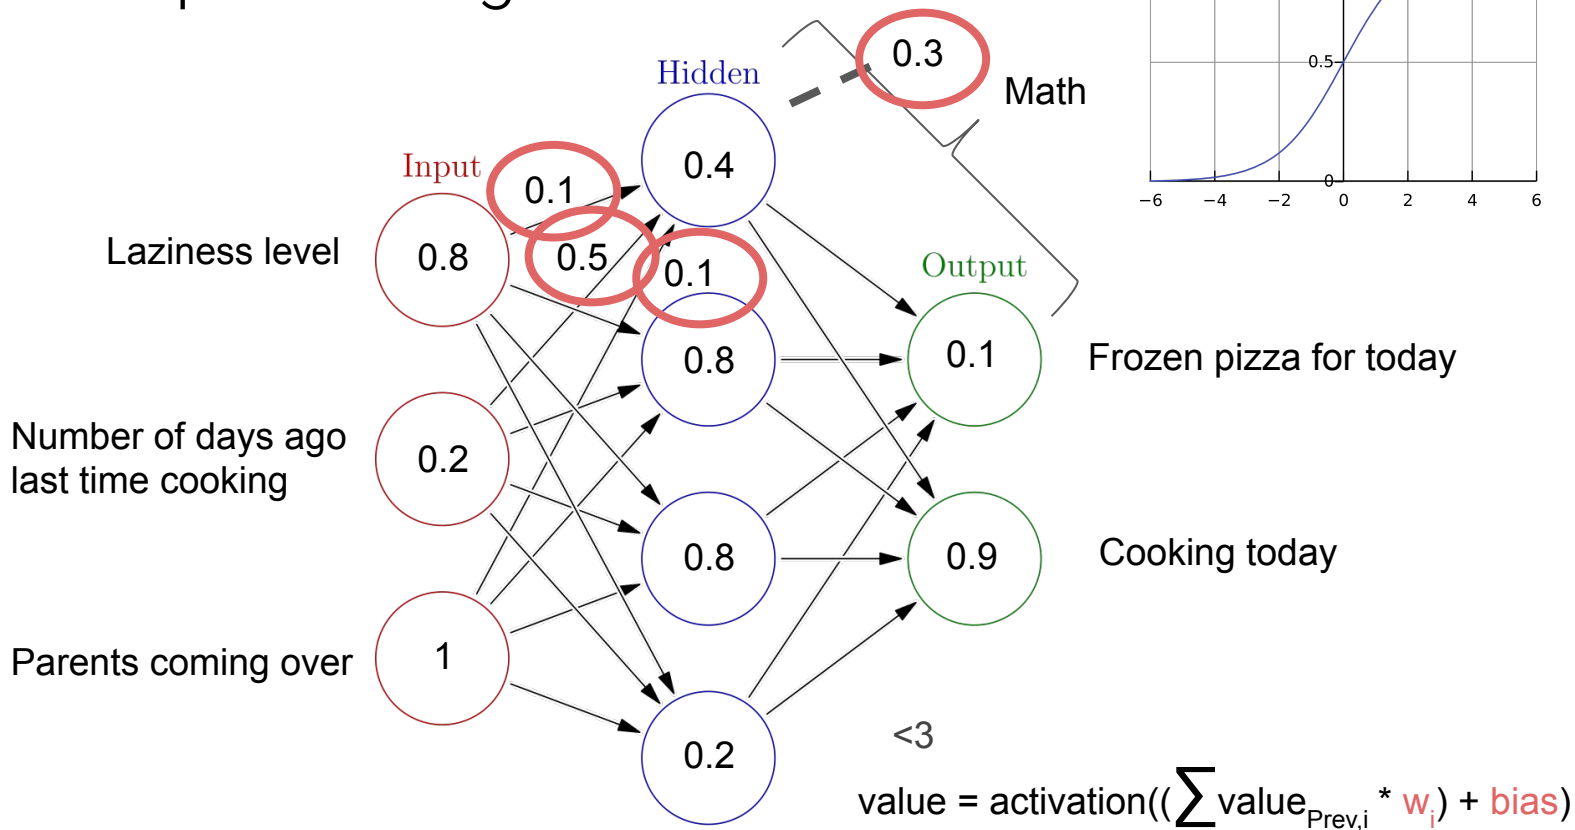 Hidden
0.3
Math
Input
0.1
0.4
0.5
0
−6 −4 −2 0 2 4 6
Laziness level
0.8
0.5
0.1
Output
0.8
0.1
Frozen pizza for today
Number of days ago
last time cooking
0.2
0.8
0.9
Cooking today
Parents coming over
1
0.2
<3
value = activation((∑value_Prev,i * w_i) + bias)